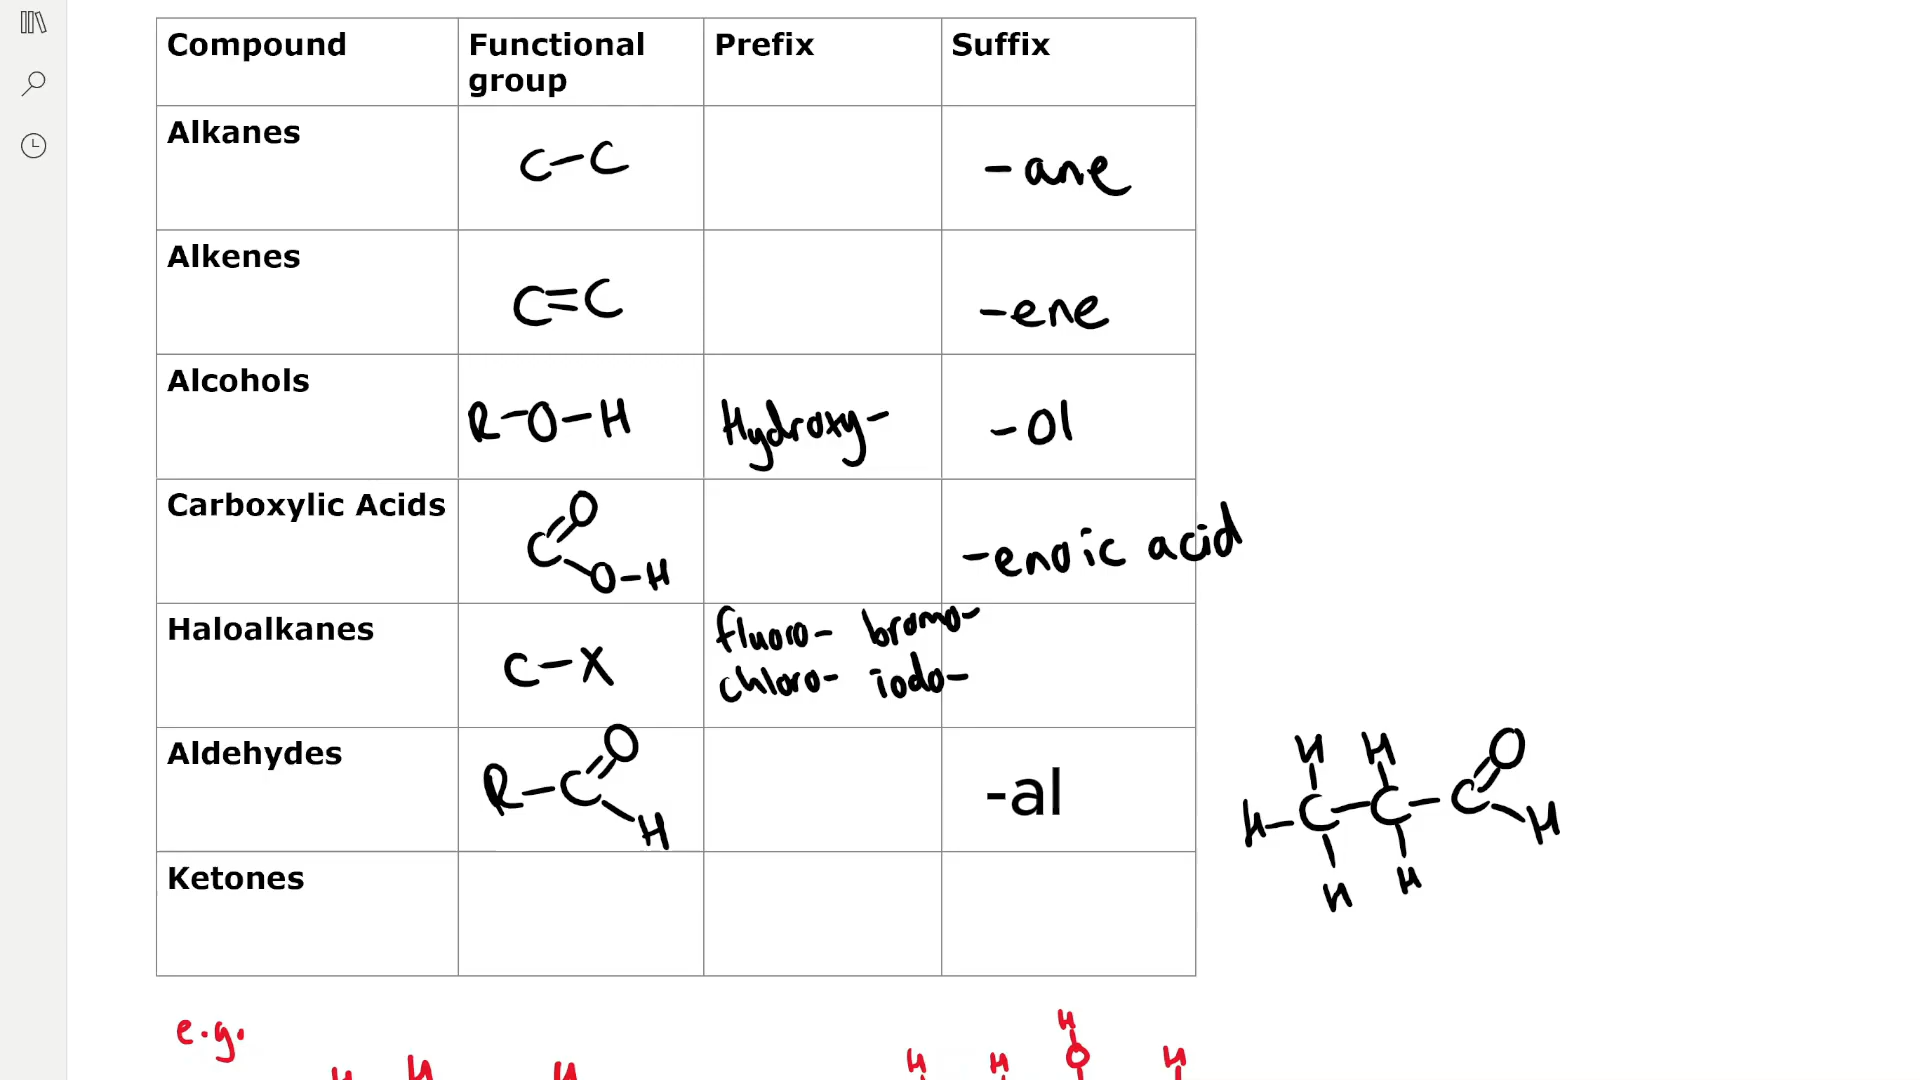 Compound Functional group Prefix Suffix
Alkanes C-C -ane
Alkenes C=C -ene
Alcohols R-O-H Hydroxy- -ol
Carboxylic Acids C O O-H -enoic acid
Haloalkanes C-X fluoro- bromo-
chloro- iodo-
Aldehydes R-C O H -al
H H O
H-C-C-C H
H H
Ketones
e.g.
H
H H O H
H H H